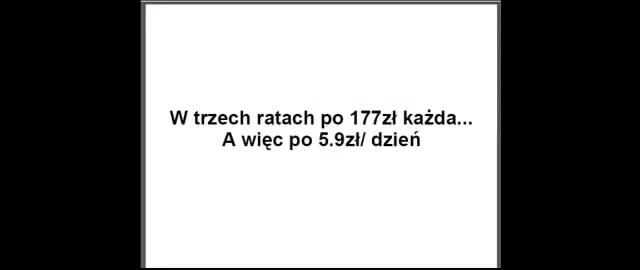 W trzech ratach po 177zł każda...
A więc po 5.9zł/ dzień